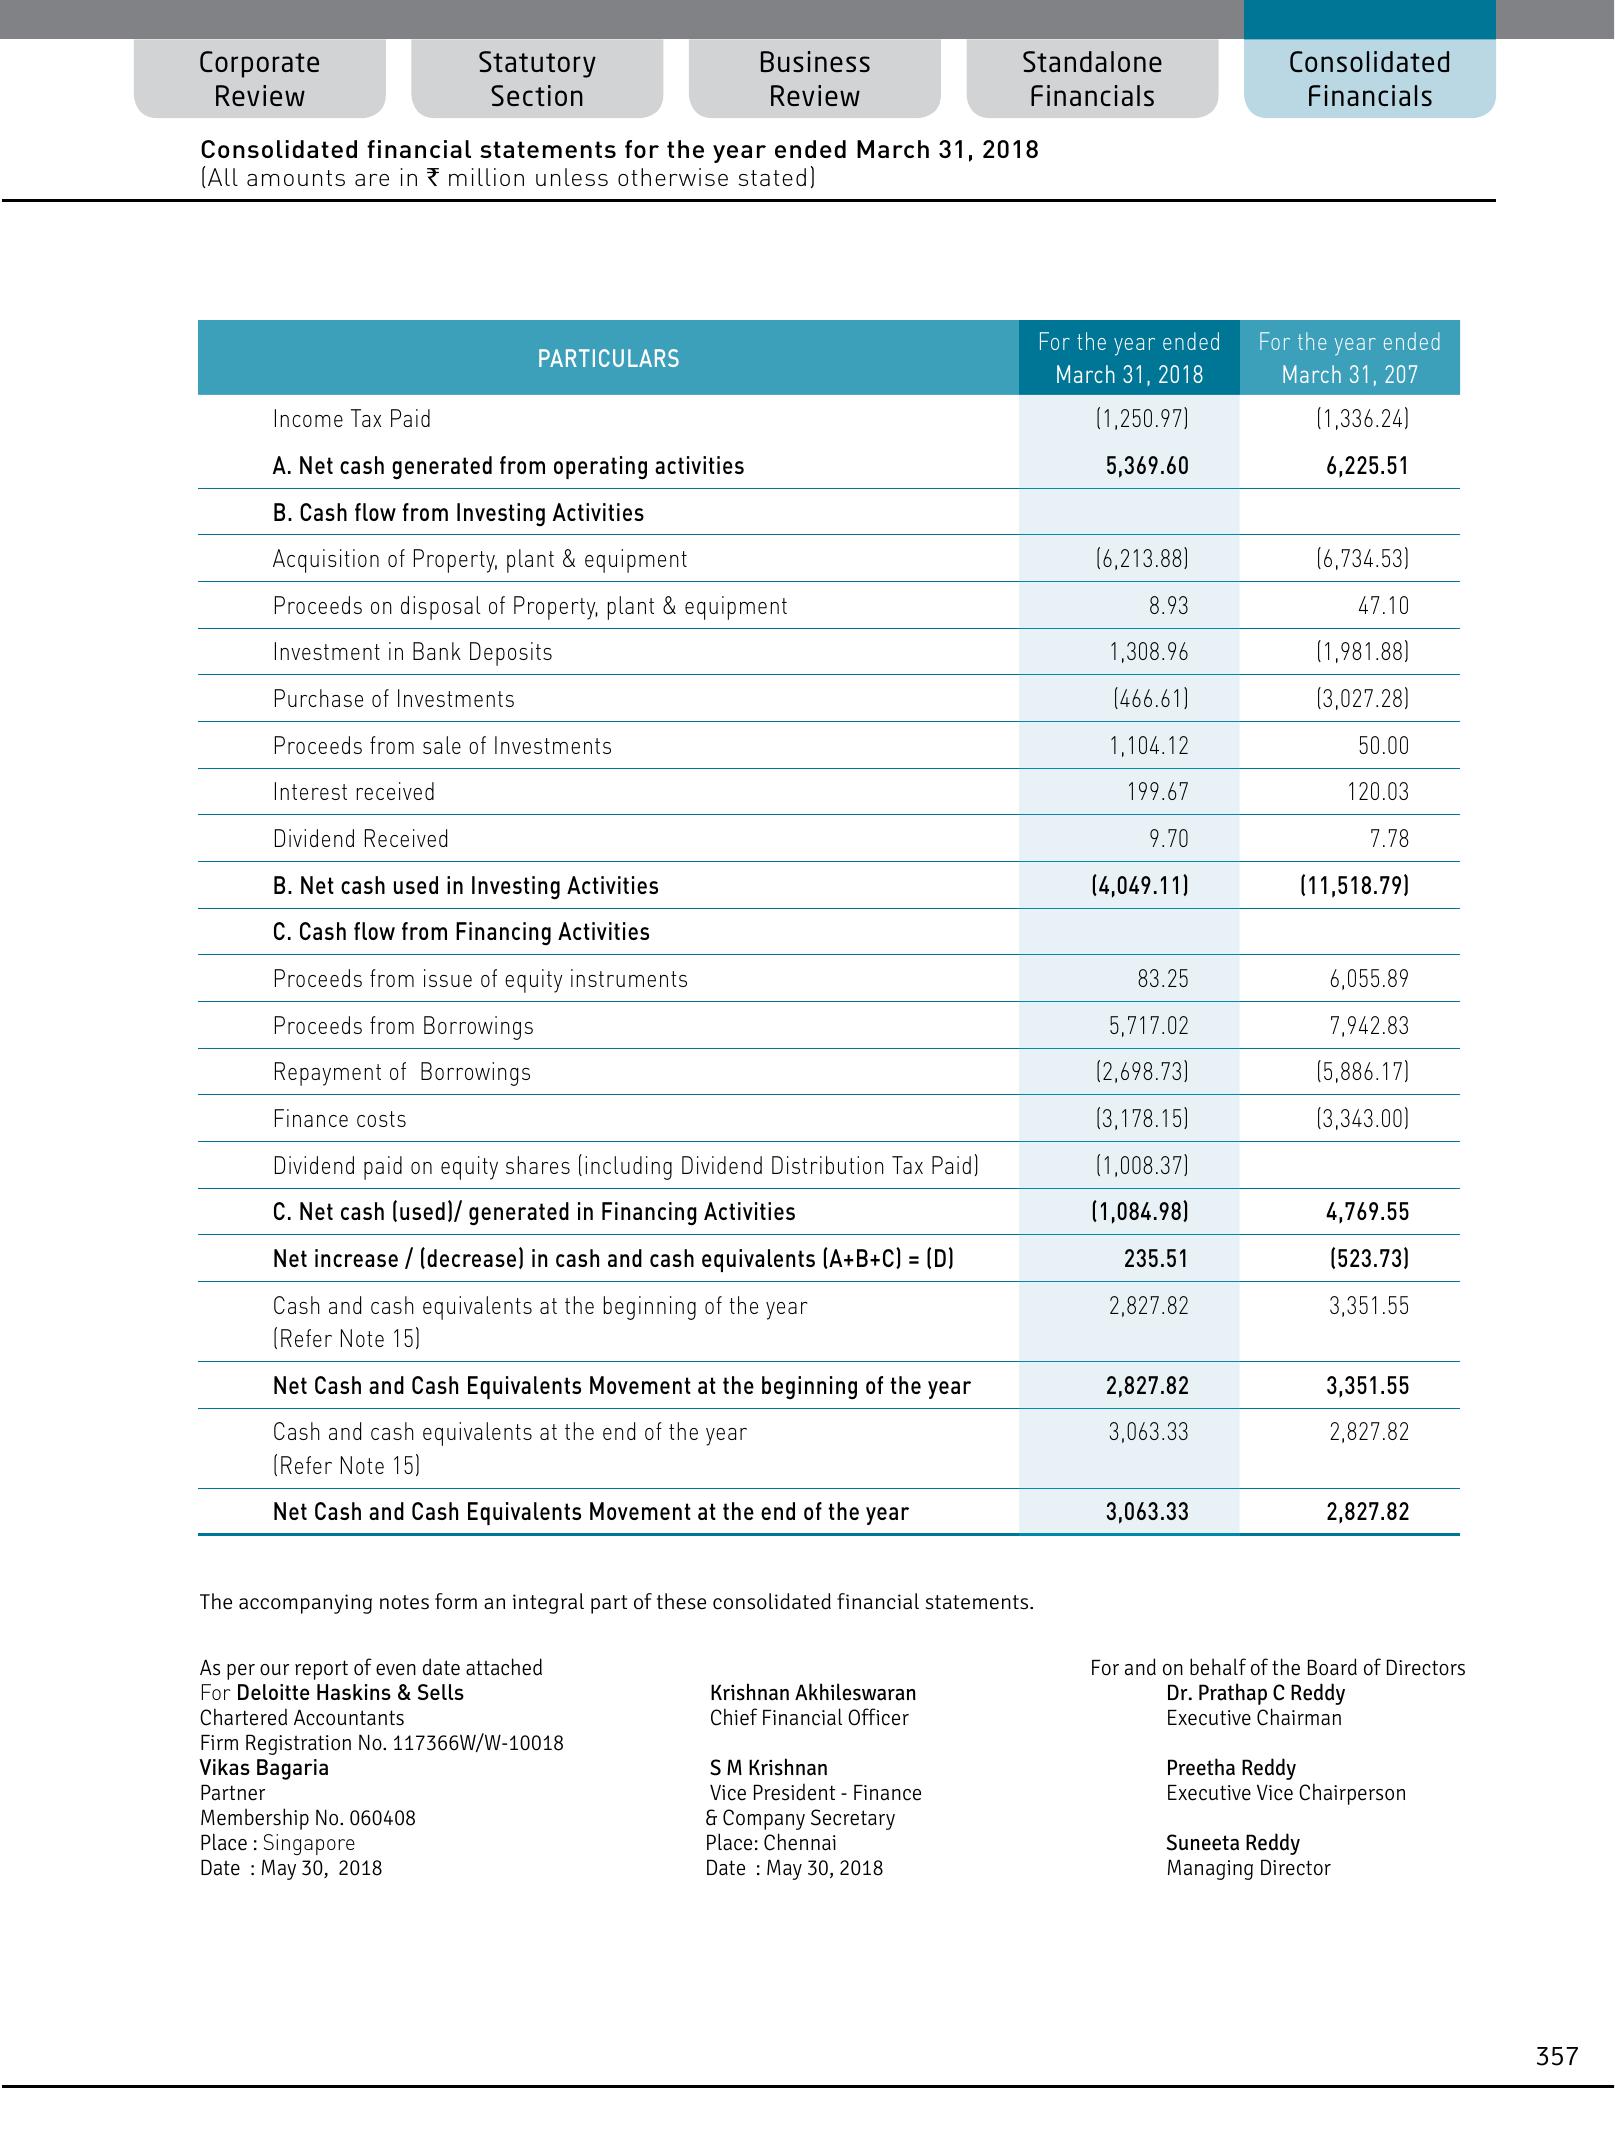 Corporate Review
Statutory Section
Business Review
Standalone Financials
Consolidated Financials
Consolidated financial statements for the year ended March 31, 2018
(All amounts are in ₹ million unless otherwise stated)
PARTICULARS For the year ended March 31, 2018 For the year ended March 31, 207
Income Tax Paid (1,250.97) (1,336.24)
A. Net cash generated from operating activities 5,369.60 6,225.51
B. Cash flow from Investing Activities
Acquisition of Property, plant & equipment (6,213.88) (6,734.53)
Proceeds on disposal of Property, plant & equipment 8.93 47.10
Investment in Bank Deposits 1,308.96 (1,981.88)
Purchase of Investments (466.61) (3,027.28)
Proceeds from sale of Investments 1,104.12 50.00
Interest received 199.67 120.03
Dividend Received 9.70 7.78
B. Net cash used in Investing Activities (4,049.11) (11,518.79)
C. Cash flow from Financing Activities
Proceeds from issue of equity instruments 83.25 6,055.89
Proceeds from Borrowings 5,717.02 7,942.83
Repayment of Borrowings (2,698.73) (5,886.17)
Finance costs (3,178.15) (3,343.00)
Dividend paid on equity shares (including Dividend Distribution Tax Paid) (1,008.37)
C. Net cash (used)/ generated in Financing Activities (1,084.98) 4,769.55
Net increase / (decrease) in cash and cash equivalents (A+B+C) = (D) 235.51 (523.73)
Cash and cash equivalents at the beginning of the year 2,827.82 3,351.55
(Refer Note 15)
Net Cash and Cash Equivalents Movement at the beginning of the year 2,827.82 3,351.55
Cash and cash equivalents at the end of the year 3,063.33 2,827.82
(Refer Note 15)
Net Cash and Cash Equivalents Movement at the end of the year 3,063.33 2,827.82
The accompanying notes form an integral part of these consolidated financial statements.
As per our report of even date attached
For Deloitte Haskins & Sells
Chartered Accountants
Firm Registration No. 117366W/W-10018
Vikas Bagaria
Partner
Membership No. 060408
Place : Singapore
Date : May 30, 2018
Krishnan Akhileswaran
Chief Financial Officer
S M Krishnan
Vice President - Finance
& Company Secretary
Place: Chennai
Date : May 30, 2018
For and on behalf of the Board of Directors
Dr. Prathap C Reddy
Executive Chairman
Preetha Reddy
Executive Vice Chairperson
Suneeta Reddy
Managing Director
357